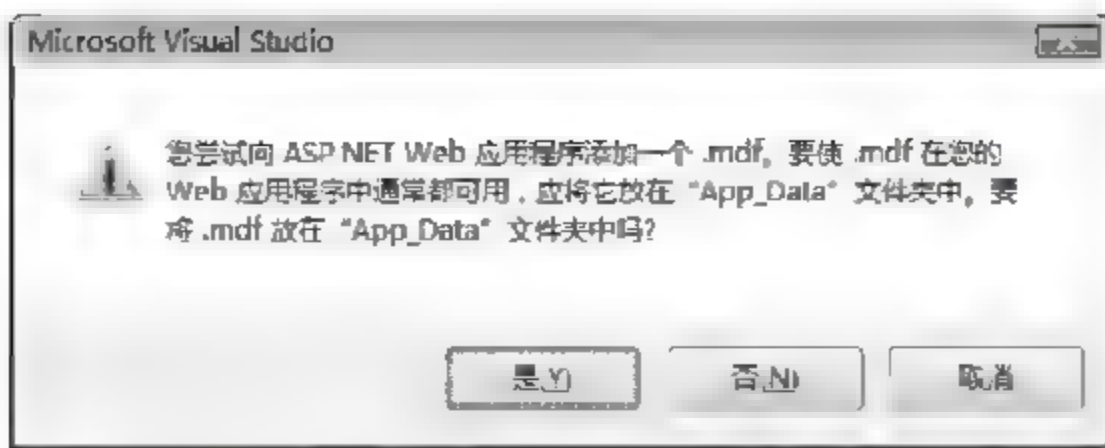 Microsoft Visual Studio
您尝试向 ASP NET Web 应用程序添加一个 .mdf。要使 .mdf 在您的
Web 应用程序中通常都可用，应将它放在 "App_Data" 文件夹中。要
将 .mdf 放在 "App_Data" 文件夹中吗?
是(Y) 否(N) 取消